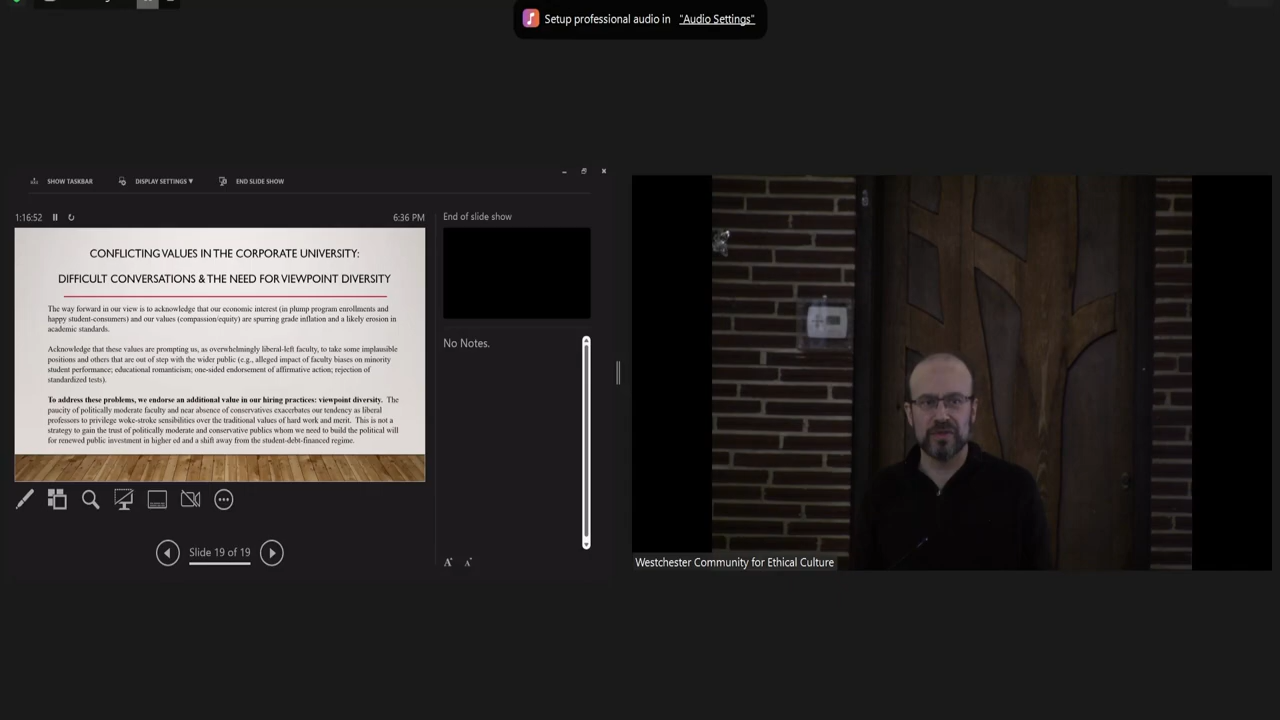 Setup professional audio in "Audio Settings"
SHOW TASKBAR DISPLAY SETTINGS ▾ END SLIDE SHOW
1:16:52 6:36 PM
CONFLICTING VALUES IN THE CORPORATE UNIVERSITY:
DIFFICULT CONVERSATIONS & THE NEED FOR VIEWPOINT DIVERSITY
The way forward in our view is to acknowledge that our economic interest (in plump program enrollments and
happy student-consumers) and our values (compassion/equity) are spurring grade inflation and a likely erosion in
academic standards.
Acknowledge that these values are prompting us, as overwhelmingly liberal-left faculty, to take some implausible
positions and others that are out of step with the wider public (e.g., alleged impact of faculty biases on minority
student performance; educational romanticism; one-sided endorsement of affirmative action; rejection of
standardized tests).
To address these problems, we endorse an additional value in our hiring practices: viewpoint diversity. The
paucity of politically moderate faculty and near absence of conservatives exacerbates our tendency as liberal
professors to privilege woke-stroke sensibilities over the traditional values of hard work and merit. This is not a
strategy to gain the trust of politically moderate and conservative publics whom we need to build the political will
for renewed public investment in higher ed and a shift away from the student-debt-financed regime.
Slide 19 of 19
End of slide show
No Notes.
A A
Westchester Community for Ethical Culture